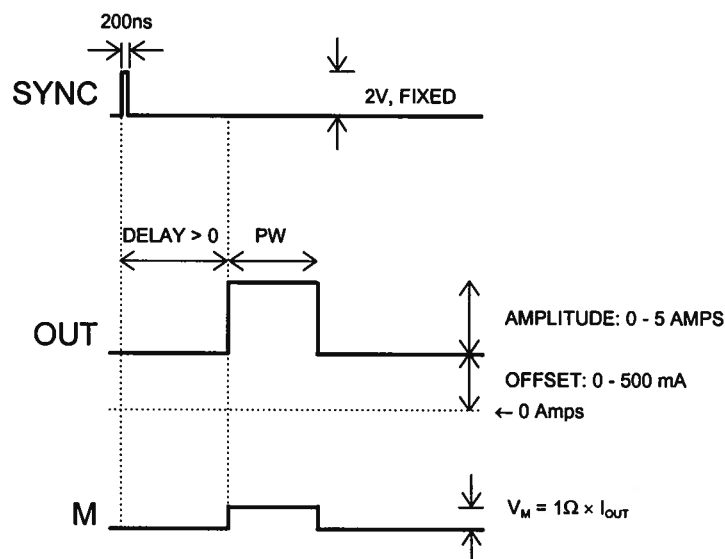 200ns
SYNC
2V, FIXED
DELAY > 0
PW
OUT
AMPLITUDE: 0 - 5 AMPS
OFFSET: 0 - 500 mA
← 0 Amps
M
V_M = 1Ω × I_OUT